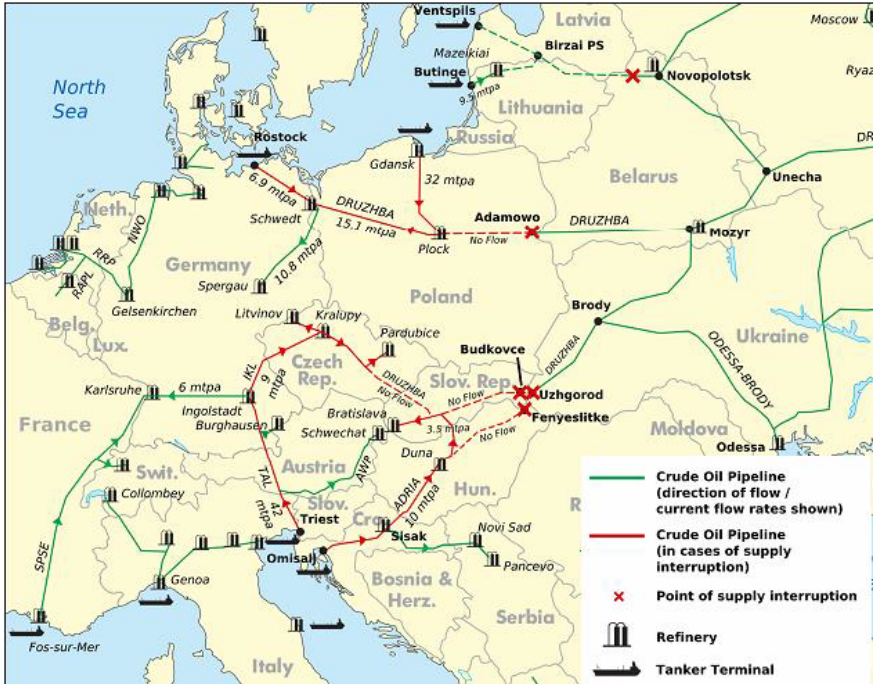 Ventspils
Latvia
Moscow
Mazeikiai
Birzai PS
North
Sea
Butinge
Novopolotsk
9.5 mtpa
Lithuania
Ryaz
Rostock
Russia
Gdansk
Belarus
Unecha
DR
Neth.
6.9 mtpa
32 mtpa
Schwedt
DRUZHBA
15.1 mtpa
Adamowo
DRUZHBA
NWO
Plock
No Flow
Mozyr
RRP
RAPL
Germany
10.8 mtpa
Spergau
Gelsenkirchen
Poland
Belg.
Lux.
Litvinov
Kralupy
Brody
Pardubice
Ukraine
Budkovce
IKL
9
mtpa
Czech
Rep.
DRUZHBA
No Flow
Slov. Rep.
DRUZHBA
ODESSA-BRODY
Karlsruhe
6 mtpa
Ingolstadt
Bratislava
No Flow
Uzhgorod
Fenyeslitke
France
Burghausen
Schwechat
3.5 mtpa
No Flow
Moldova
Odessa
Swit.
Austria
AWP
Duna
TAL
42
mtpa
Collombey
Slov.
ADRIA
10 mtpa
Hun.
R
Triest
Cro.
SPSE
Omisalj
Sisak
Novi Sad
Genoa
Pancevo
Bosnia &
Herz.
Serbia
Fos-sur-Mer
Italy
Crude Oil Pipeline
(direction of flow /
current flow rates shown)
Crude Oil Pipeline
(in cases of supply
interruption)
Point of supply interruption
Refinery
Tanker Terminal